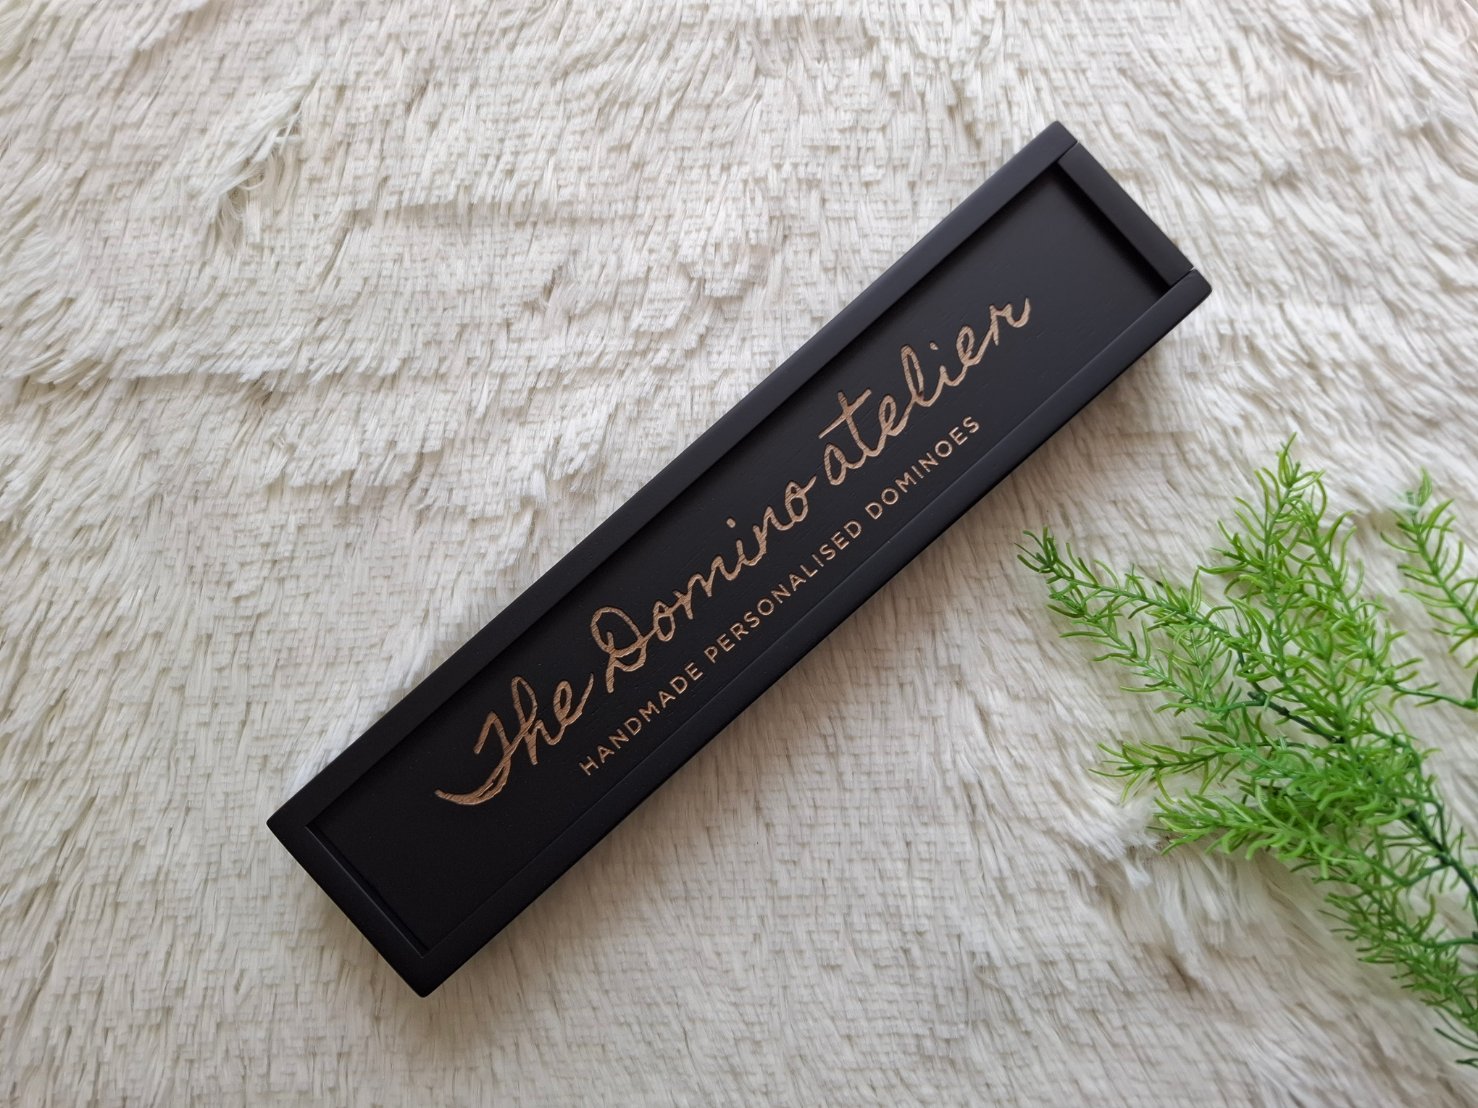 The Domino atelier
HANDMADE PERSONALISED DOMINOES